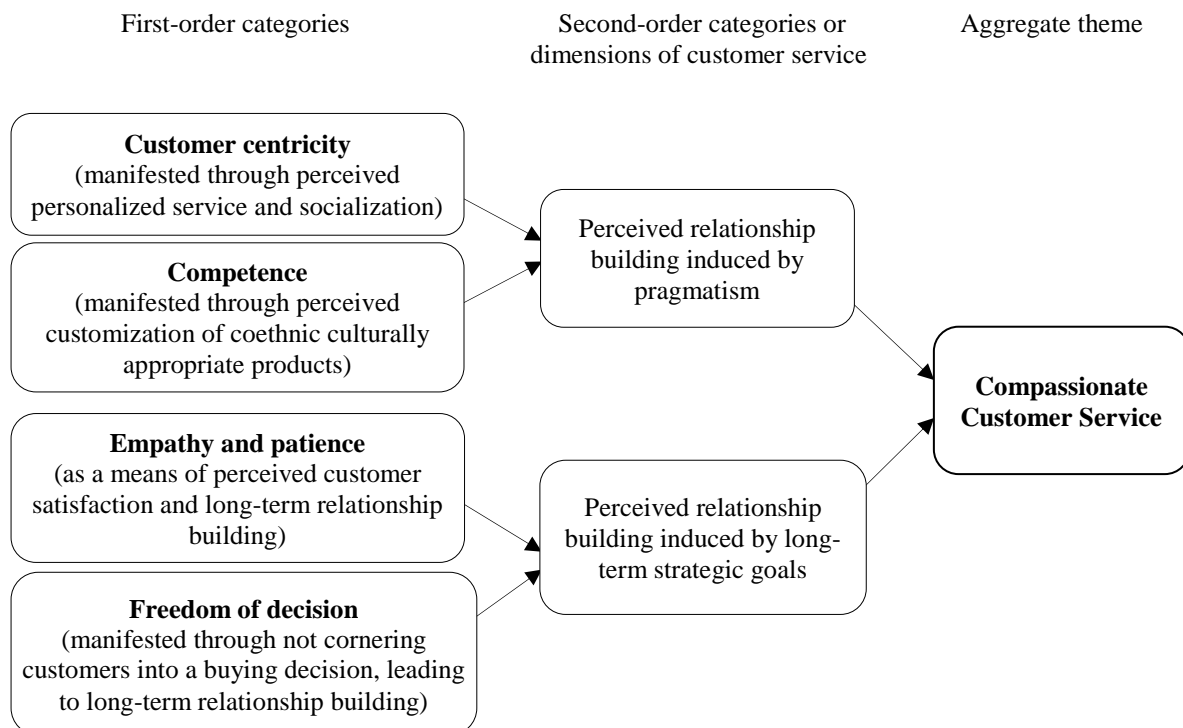 First-order categories
Second-order categories or
dimensions of customer service
Aggregate theme
Customer centricity
(manifested through perceived
personalized service and socialization)
Competence
(manifested through perceived
customization of coethnic culturally
appropriate products)
Empathy and patience
(as a means of perceived customer
satisfaction and long-term relationship
building)
Freedom of decision
(manifested through not cornering
customers into a buying decision, leading
to long-term relationship building)
Perceived relationship
building induced by
pragmatism
Perceived relationship
building induced by long-
term strategic goals
Compassionate
Customer Service